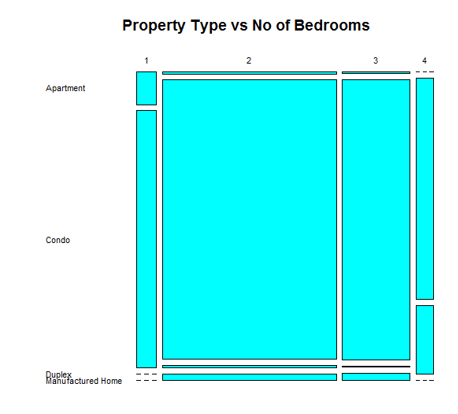 Property Type vs No of Bedrooms
1 2 3 4
Apartment
Condo
Duplex
Manufactured Home